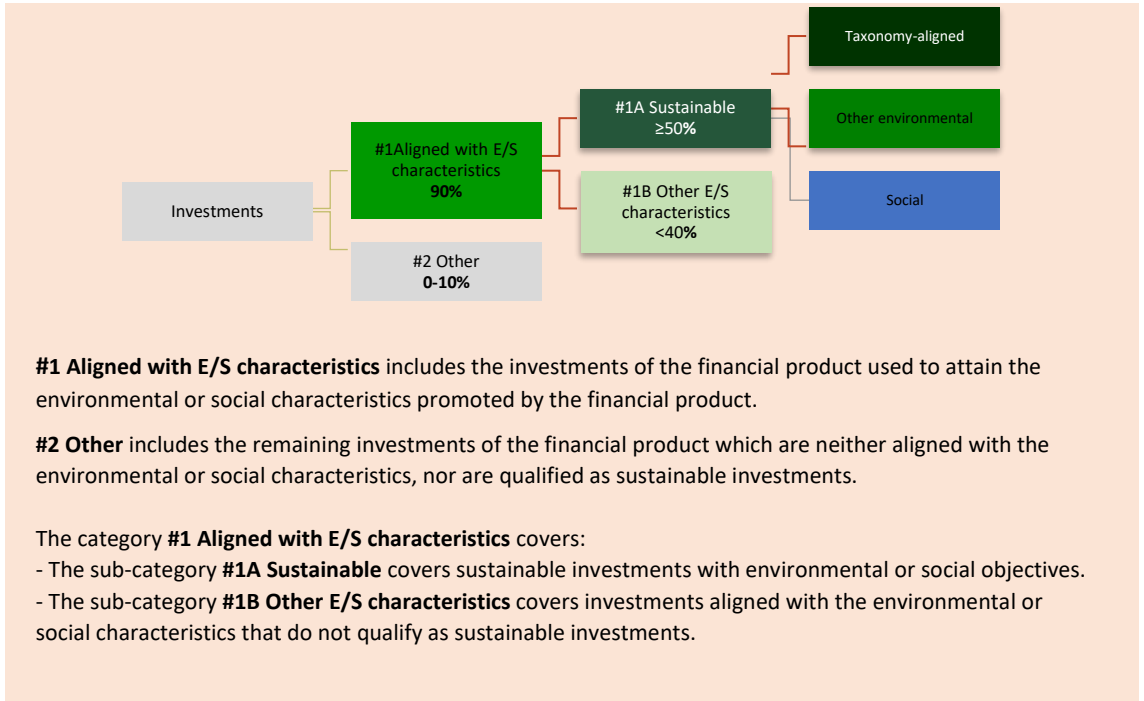 Taxonomy-aligned
#1A Sustainable
≥50%
Other environmental
#1Aligned with E/S
characteristics
90%
#1B Other E/S
characteristics
<40%
Social
Investments
#2 Other
0-10%
#1 Aligned with E/S characteristics includes the investments of the financial product used to attain the
environmental or social characteristics promoted by the financial product.
#2 Other includes the remaining investments of the financial product which are neither aligned with the
environmental or social characteristics, nor are qualified as sustainable investments.
The category #1 Aligned with E/S characteristics covers:
- The sub-category #1A Sustainable covers sustainable investments with environmental or social objectives.
- The sub-category #1B Other E/S characteristics covers investments aligned with the environmental or
social characteristics that do not qualify as sustainable investments.